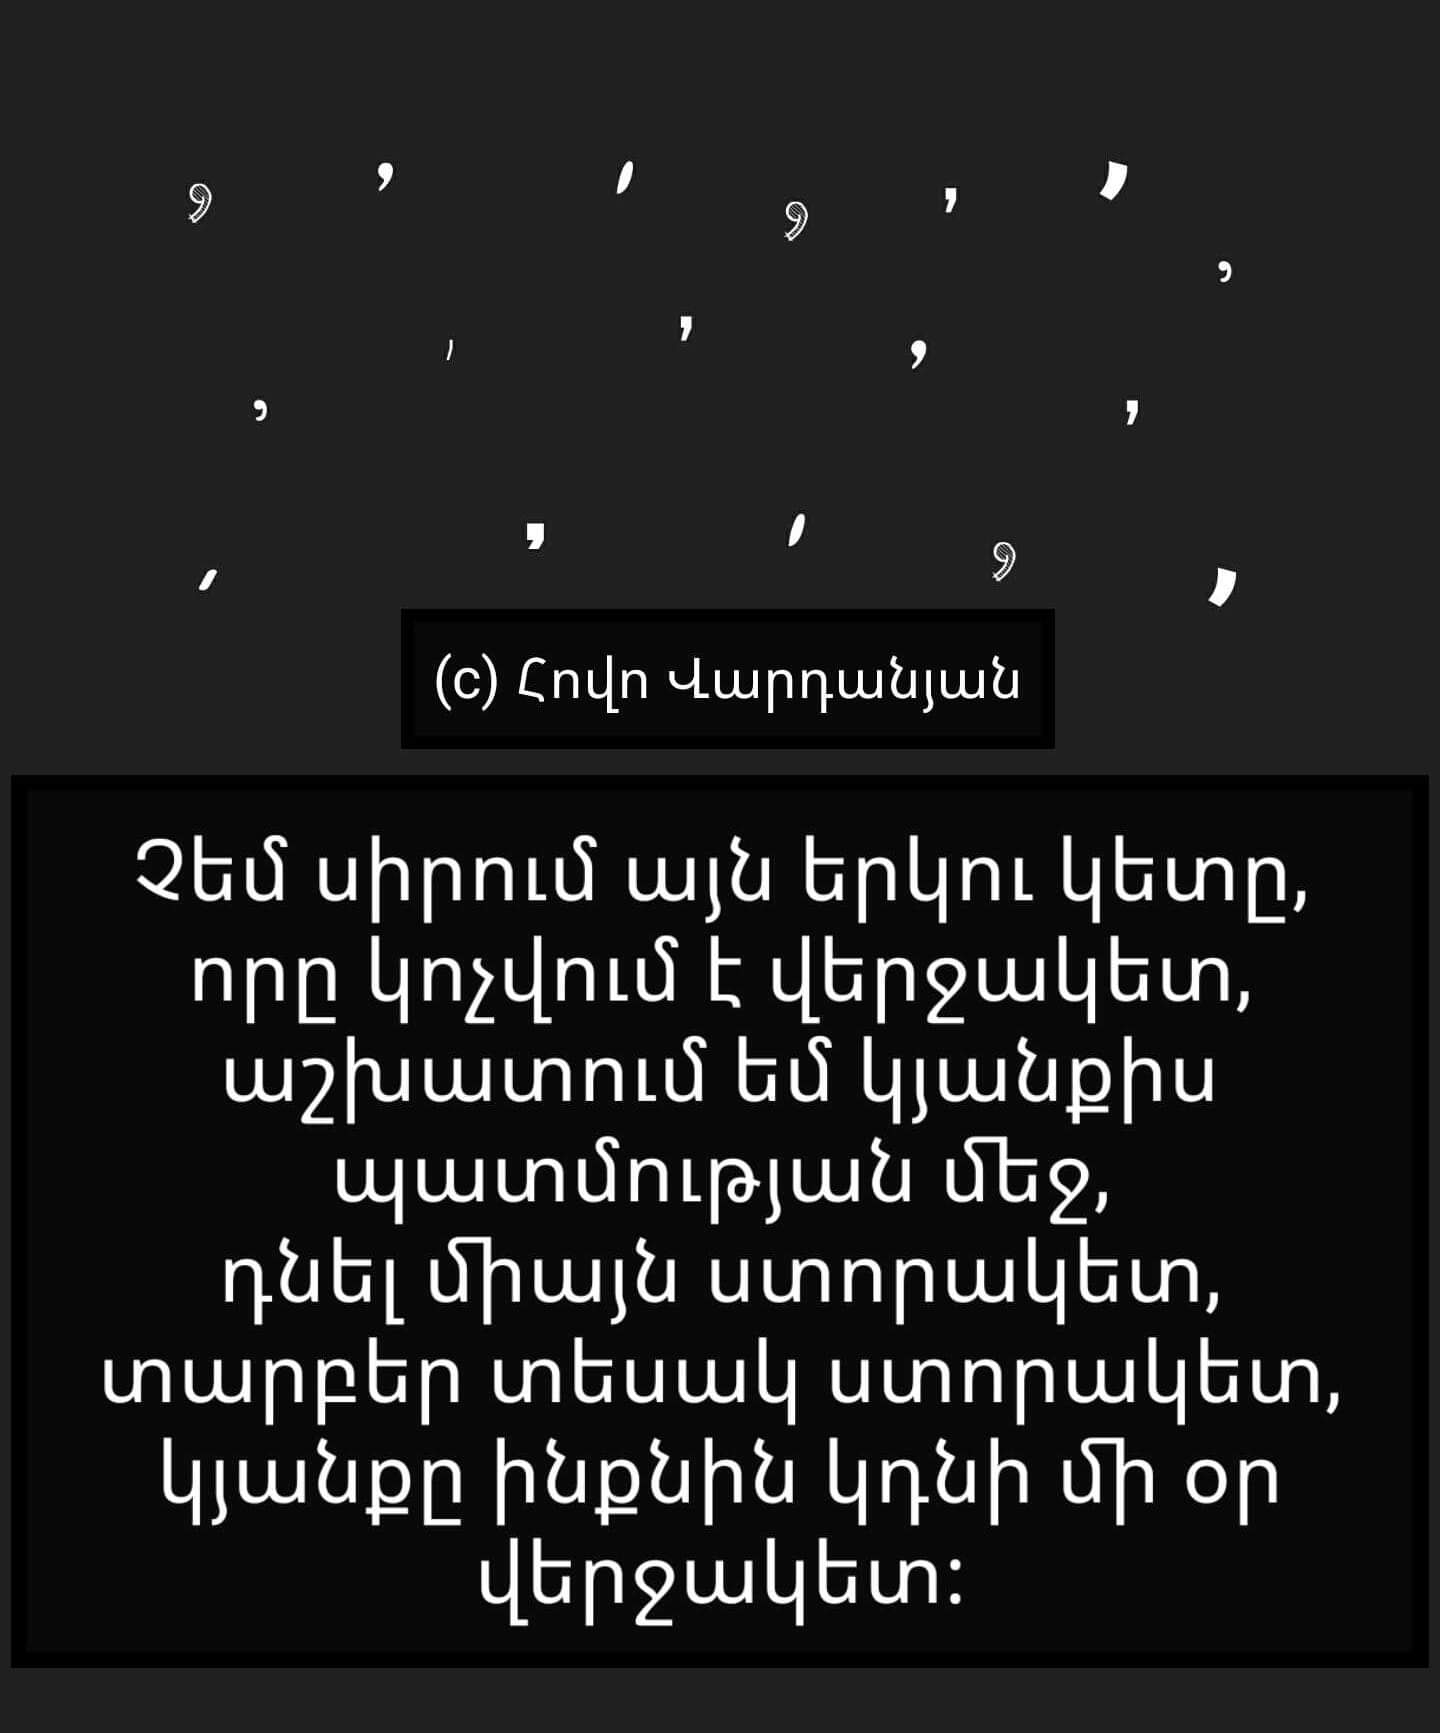 , , , , , ,
,
, , ,
, ,
, , , , ,
(c) Հովո Վարդանյան
Չեմ սիրում այն երկու կետը,
որը կոչվում է վերջակետ,
աշխատում եմ կյանքիս
պատմության մեջ,
դնել միայն ստորակետ,
տարբեր տեսակ ստորակետ,
կյանքը ինքնին կդնի մի օր
վերջակետ: